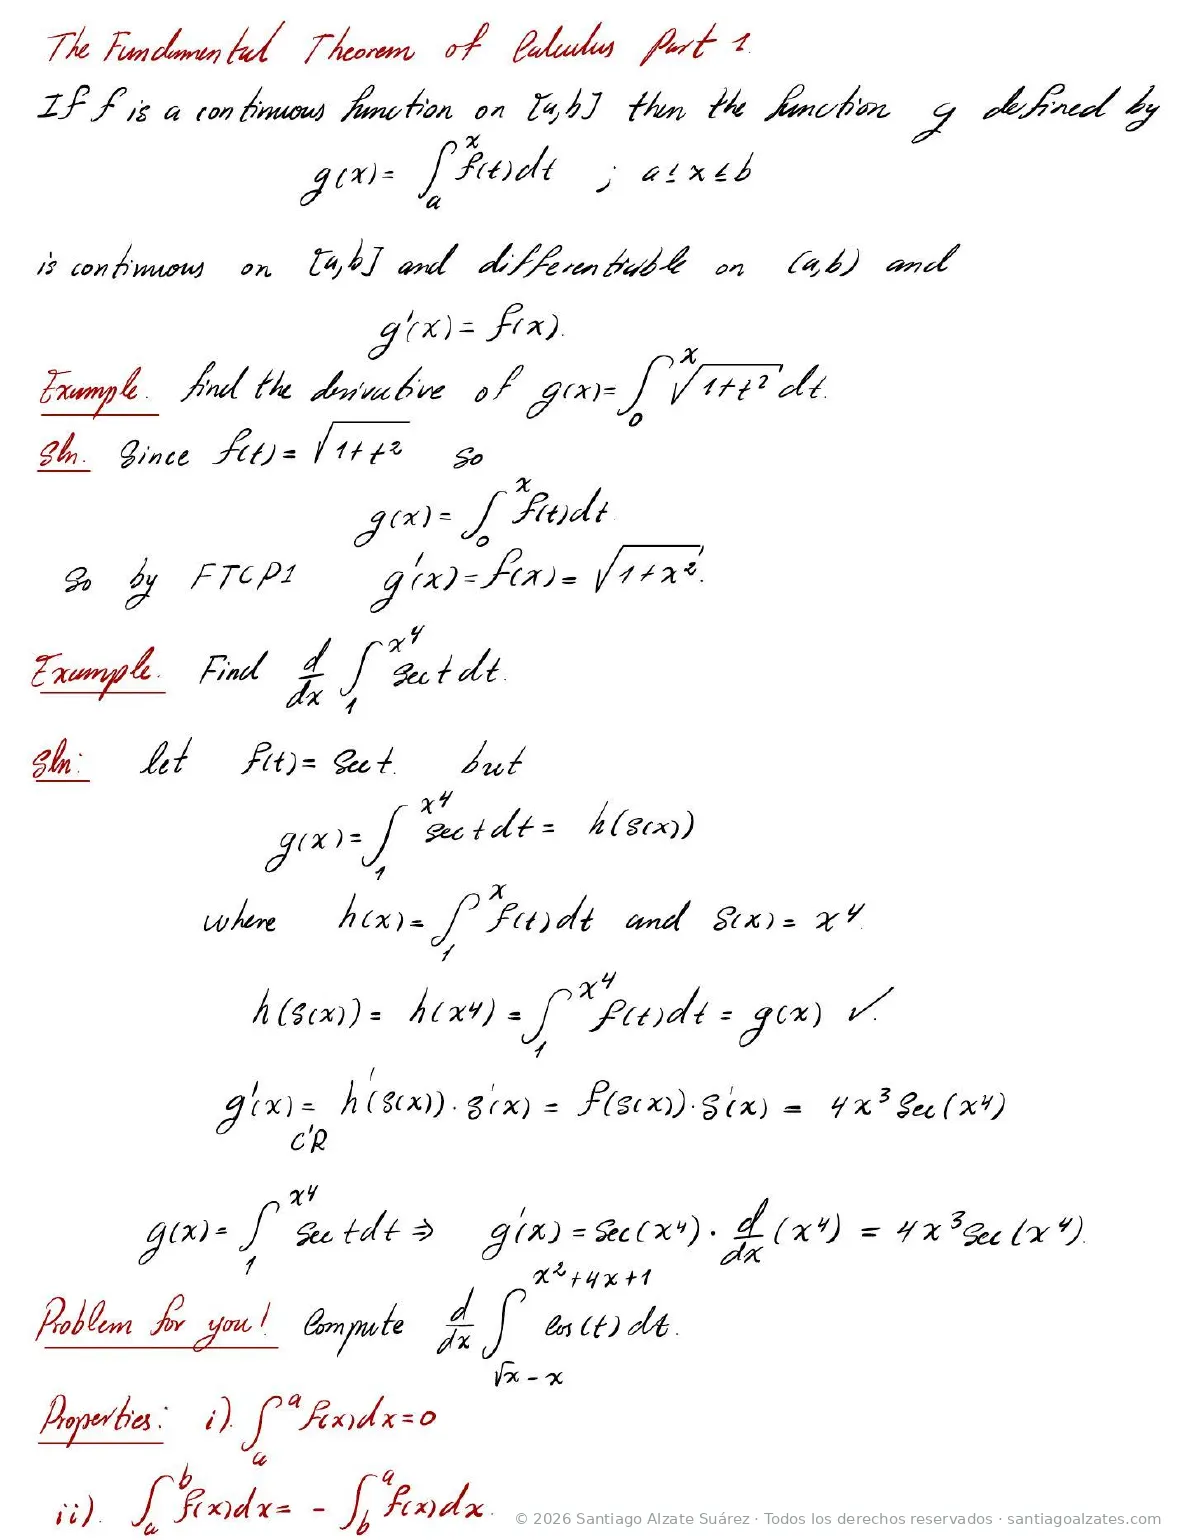 The Fundamental Theorem of Calculus Part 1.
If f is a continuous function on [a,b] then the function g defined by
g(x) = ∫_a^x f(t)dt ; a ≤ x ≤ b
is continuous on [a,b] and differentiable on (a,b) and
g'(x) = f(x).
Example. find the derivative of g(x) = ∫_0^x √(1+t²) dt.
Sln. Since f(t) = √(1+t²) so
g(x) = ∫_0^x f(t)dt.
So by FTCP1 g'(x) = f(x) = √(1+x²).
Example. Find d/dx ∫_1^{x⁴} sec t dt.
Sln: let f(t) = sec t. but
g(x) = ∫_1^{x⁴} sec t dt = h(s(x))
where h(x) = ∫_1^x f(t)dt and s(x) = x⁴.
h(s(x)) = h(x⁴) = ∫_1^{x⁴} f(t)dt = g(x) ✓.
g'(x) = h'(s(x)) · s'(x) = f(s(x)) · s'(x) = 4x³ sec(x⁴)
C'R
g(x) = ∫_1^{x⁴} sec t dt ⇒ g'(x) = sec(x⁴) · d/dx (x⁴) = 4x³ sec(x⁴).
Problem for you! Compute d/dx ∫_{√x - x}^{x²+4x+1} cos(t) dt.
Properties: i). ∫_a^a f(x)dx = 0
ii). ∫_a^b f(x)dx = - ∫_b^a f(x)dx.
© 2026 Santiago Alzate Suárez · Todos los derechos reservados · santiagoalzates.com